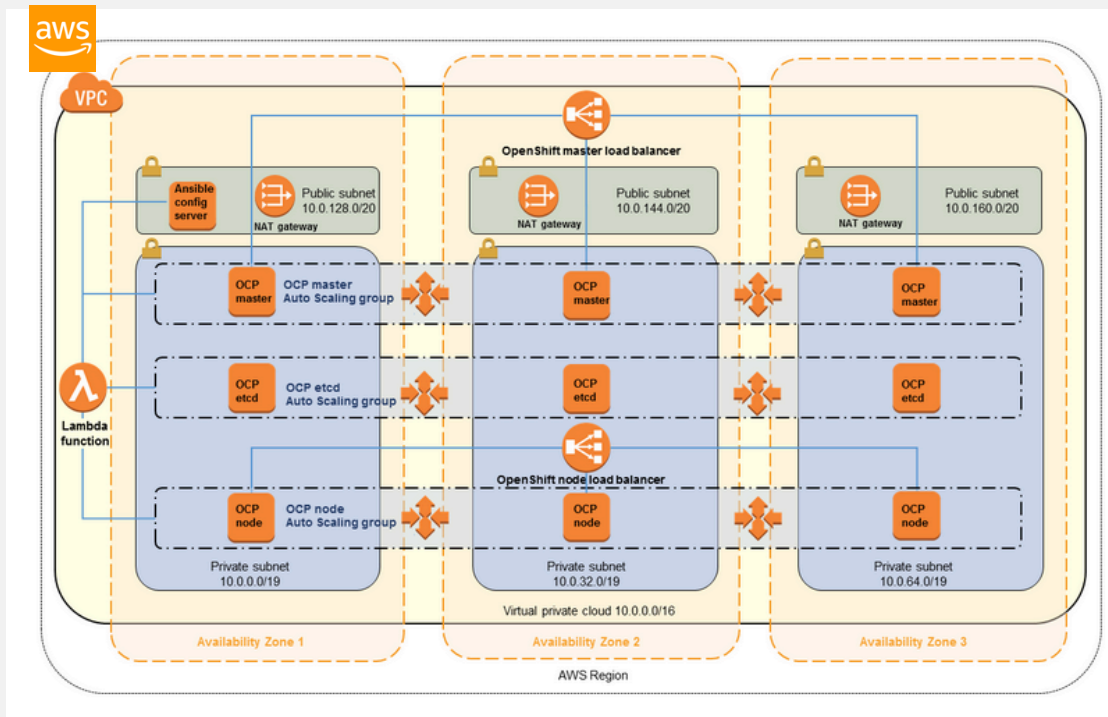 aws
VPC
OpenShift master load balancer
Ansible
config
server
NAT gateway
Public subnet
10.0.128.0/20
NAT gateway
Public subnet
10.0.144.0/20
NAT gateway
Public subnet
10.0.160.0/20
OCP
master
OCP master
Auto Scaling group
OCP
master
OCP
master
OCP
etcd
OCP etcd
Auto Scaling group
OCP
etcd
OCP
etcd
λ
Lambda
function
OpenShift node load balancer
OCP
node
OCP node
Auto Scaling group
OCP
node
OCP
node
Private subnet
10.0.0.0/19
Private subnet
10.0.32.0/19
Private subnet
10.0.64.0/19
Virtual private cloud 10.0.0.0/16
Availability Zone 1
Availability Zone 2
Availability Zone 3
AWS Region